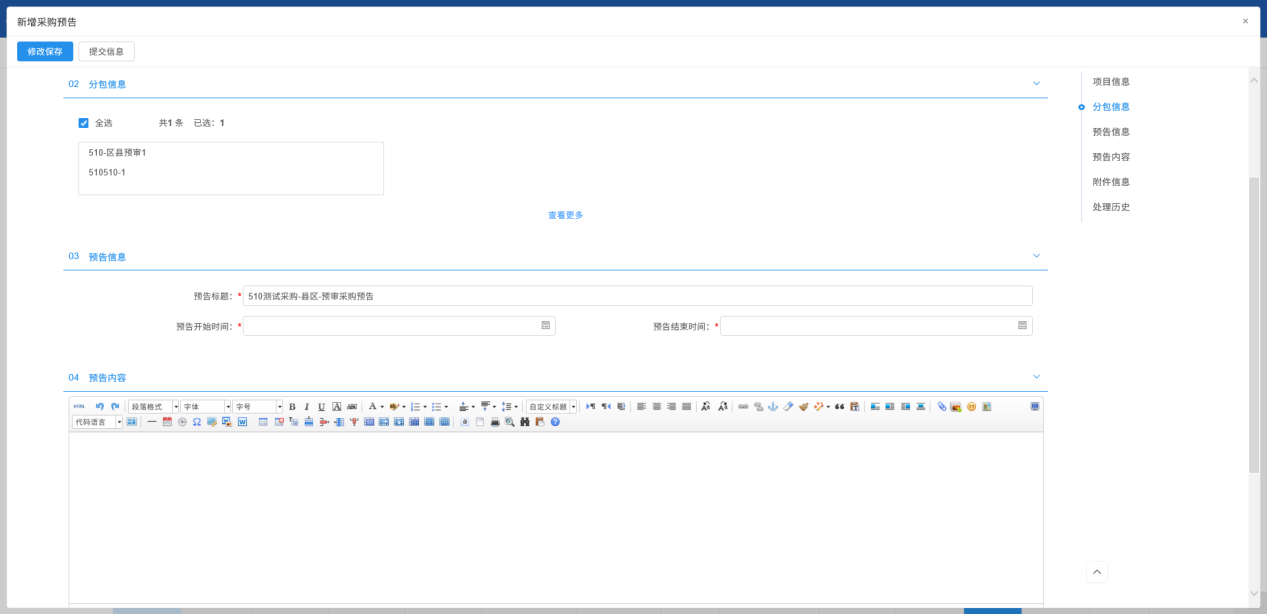 新增采购预告 ×
修改保存 提交信息
02 分包信息
全选 共1 条 已选：1
510-区县预审1
510510-1
查看更多
03 预告信息
预告标题：* 510测试采购-县区-预审采购预告
预告开始时间：* 预告结束时间：*
04 预告内容
HTML 段落格式 字体 字号 B I U A ABC A 自定义标题
代码语言
项目信息
分包信息
预告信息
预告内容
附件信息
处理历史